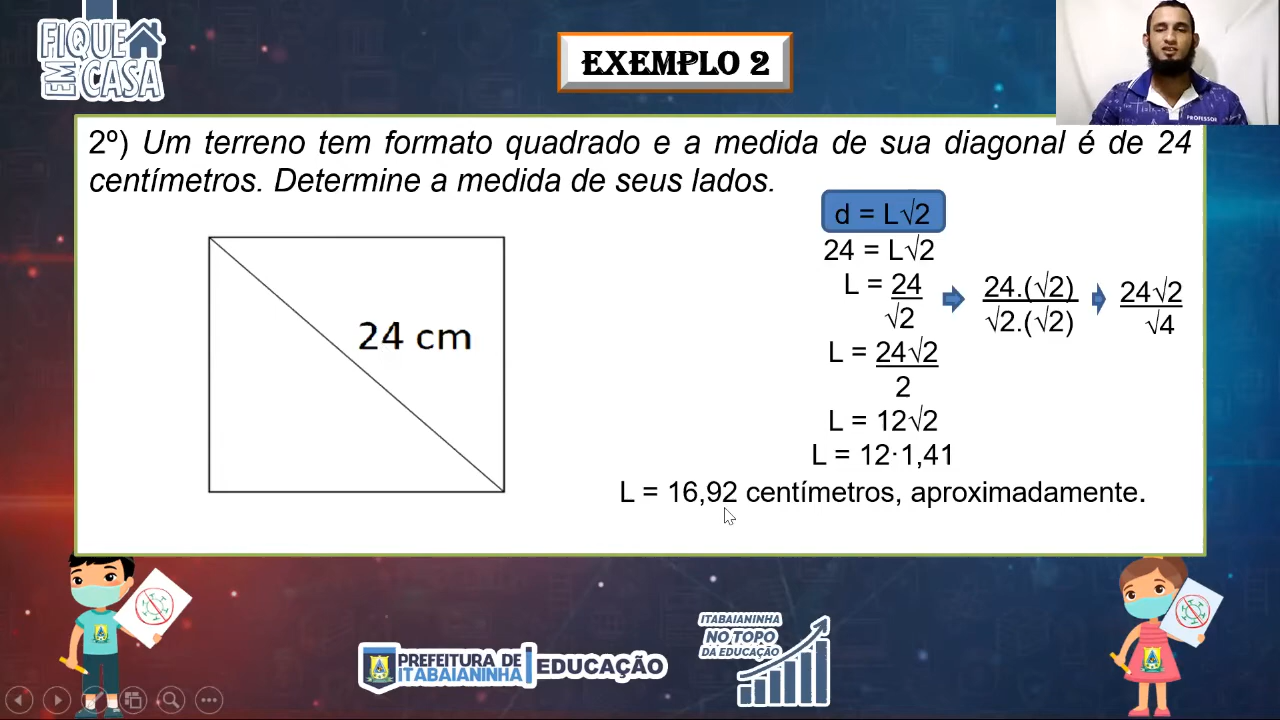 FIQUE
EM
CASA
EXEMPLO 2
PROFESSOR
2º) Um terreno tem formato quadrado e a medida de sua diagonal é de 24
centímetros. Determine a medida de seus lados.
24 cm
d = L√2
24 = L√2
L = 24
√2
24.(√2)
√2.(√2)
24√2
√4
L = 24√2
2
L = 12√2
L = 12·1,41
L = 16,92 centímetros, aproximadamente.
PREFEITURA DE
ITABAIANINHA
EDUCAÇÃO
ITABAIANINHA
NO TOPO
DA EDUCAÇÃO